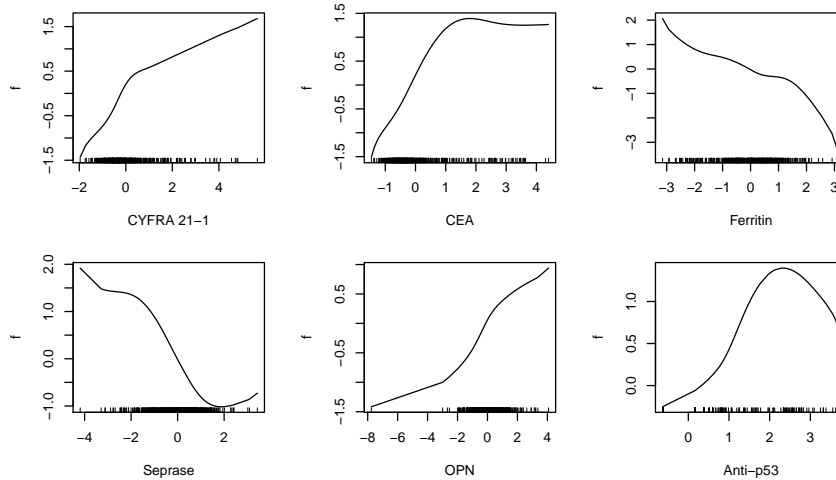 f
1.5
0.5
−0.5
−1.5
−2 0 2 4
CYFRA 21−1
f
1.5
0.5
−0.5
−1.5
−1 0 1 2 3 4
CEA
f
2
1
0
−1
−3
−3 −2 −1 0 1 2 3
Ferritin
f
2.0
1.0
0.0
−1.0
−4 −2 0 2
Seprase
f
0.5
−0.5
−1.5
−8 −6 −4 −2 0 2 4
OPN
f
1.0
0.5
0.0
0 1 2 3
Anti−p53